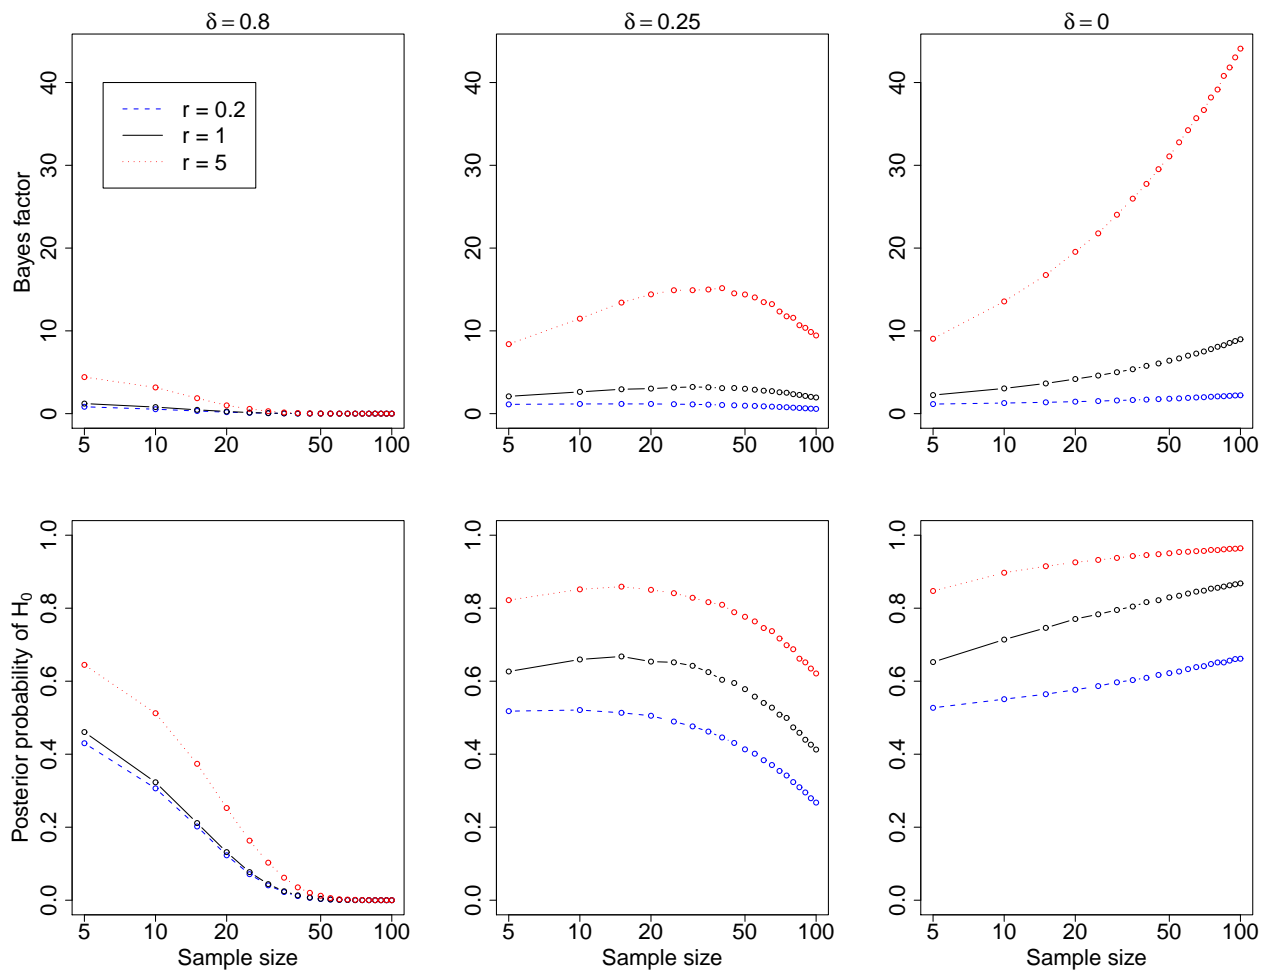 δ = 0.8
δ = 0.25
δ = 0
Bayes factor
0 10 20 30 40
r = 0.2
r = 1
r = 5
5 10 20 50 100
0 10 20 30 40
5 10 20 50 100
0 10 20 30 40
5 10 20 50 100
Posterior probability of H0
0.0 0.2 0.4 0.6 0.8 1.0
5 10 20 50 100
Sample size
0.0 0.2 0.4 0.6 0.8 1.0
5 10 20 50 100
Sample size
0.0 0.2 0.4 0.6 0.8 1.0
5 10 20 50 100
Sample size